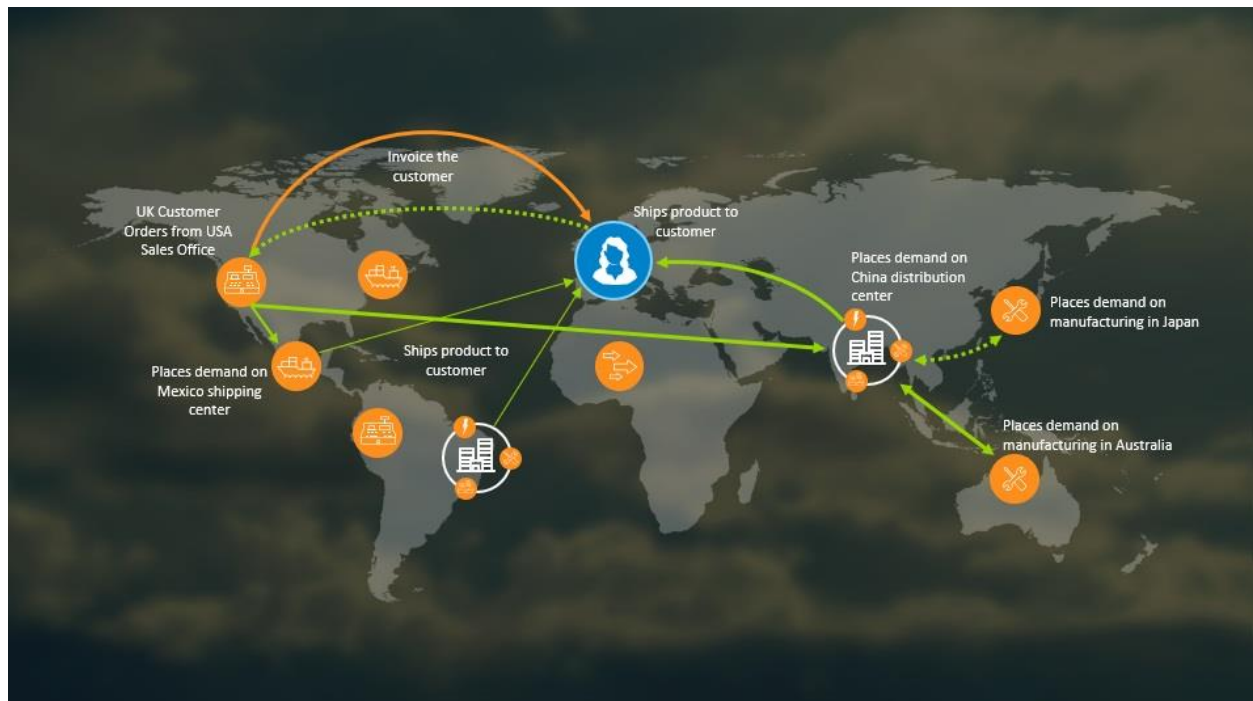 Invoice the
customer
UK Customer
Orders from USA
Sales Office
Ships product to
customer
Places demand on
China distribution
center
Places demand on
manufacturing in Japan
Ships product to
customer
Places demand on
Mexico shipping
center
Places demand on
manufacturing in Australia